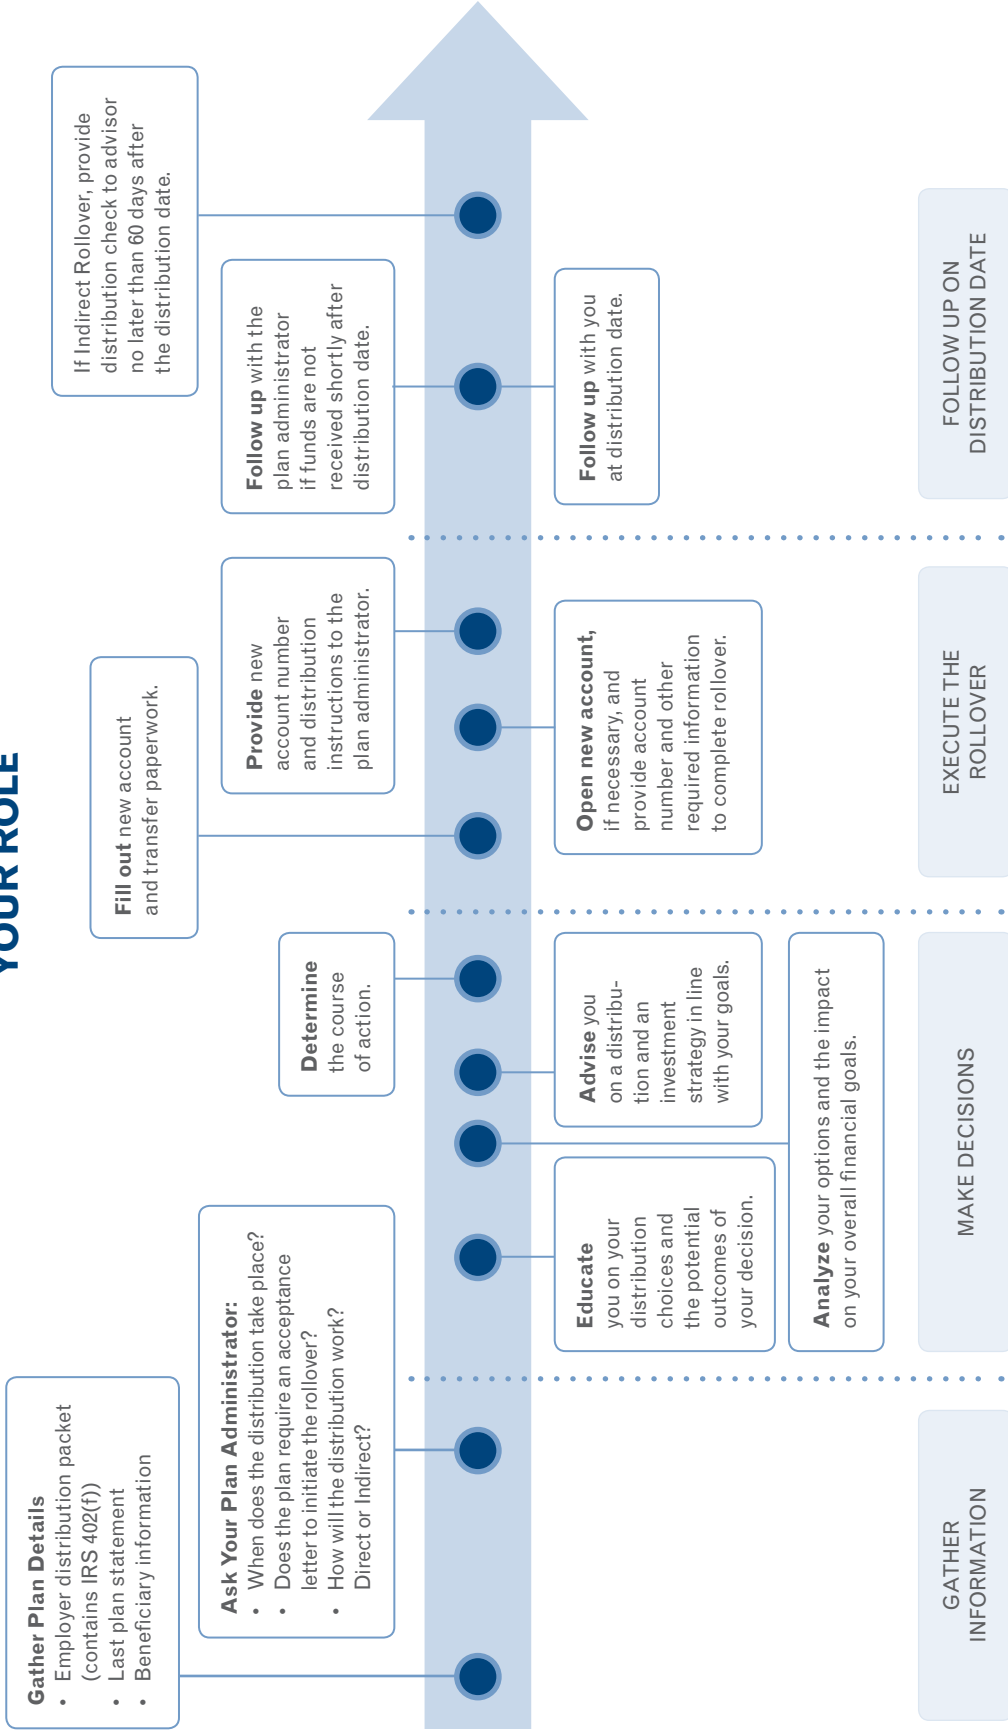 YOUR ROLE
Gather Plan Details
• Employer distribution packet
(contains IRS 402(f))
• Last plan statement
• Beneficiary information
Ask Your Plan Administrator:
• When does the distribution take place?
• Does the plan require an acceptance
letter to initiate the rollover?
• How will the distribution work?
Direct or Indirect?
Determine
the course
of action.
Fill out new account
and transfer paperwork.
Provide new
account number
and distribution
instructions to the
plan administrator.
Follow up with the
plan administrator
if funds are not
received shortly after
distribution date.
If Indirect Rollover, provide
distribution check to advisor
no later than 60 days after
the distribution date.
Educate
you on your
distribution
choices and
the potential
outcomes of
your decision.
Analyze your options and the impact
on your overall financial goals.
Advise you
on a distribu-
tion and an
investment
strategy in line
with your goals.
Open new account,
if necessary, and
provide account
number and other
required information
to complete rollover.
Follow up with you
at distribution date.
GATHER
INFORMATION
MAKE DECISIONS
EXECUTE THE
ROLLOVER
FOLLOW UP ON
DISTRIBUTION DATE